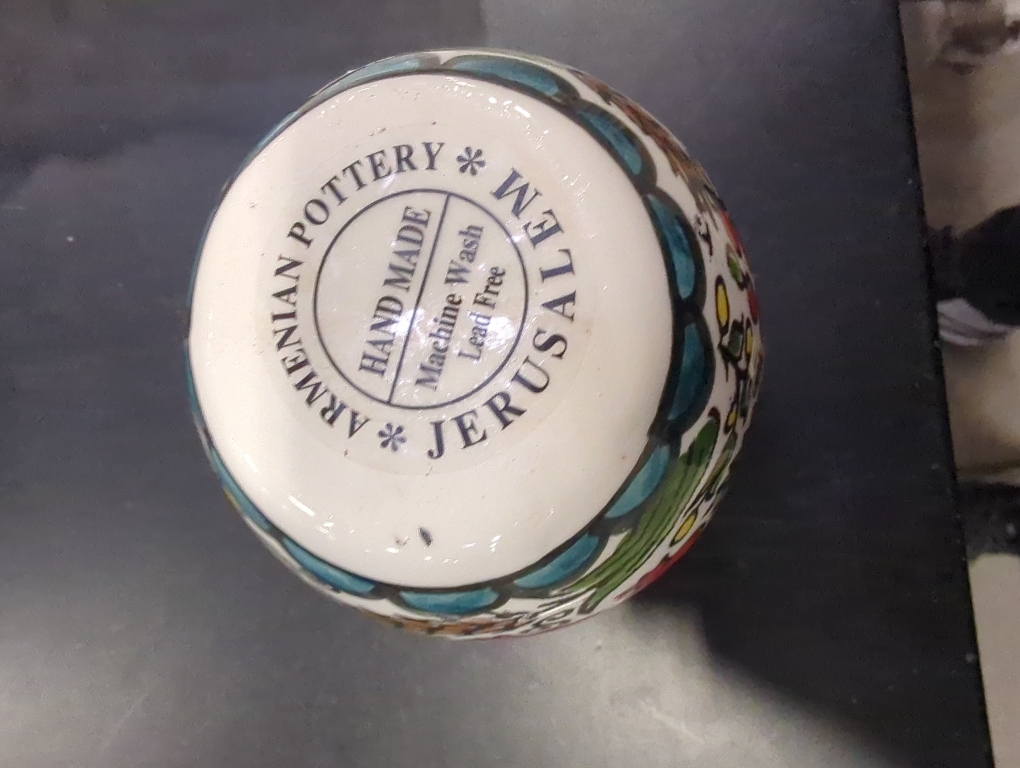 ✻ ARMENIAN POTTERY ✻
HAND MADE
Machine Wash
Lead Free
JERUSALEM